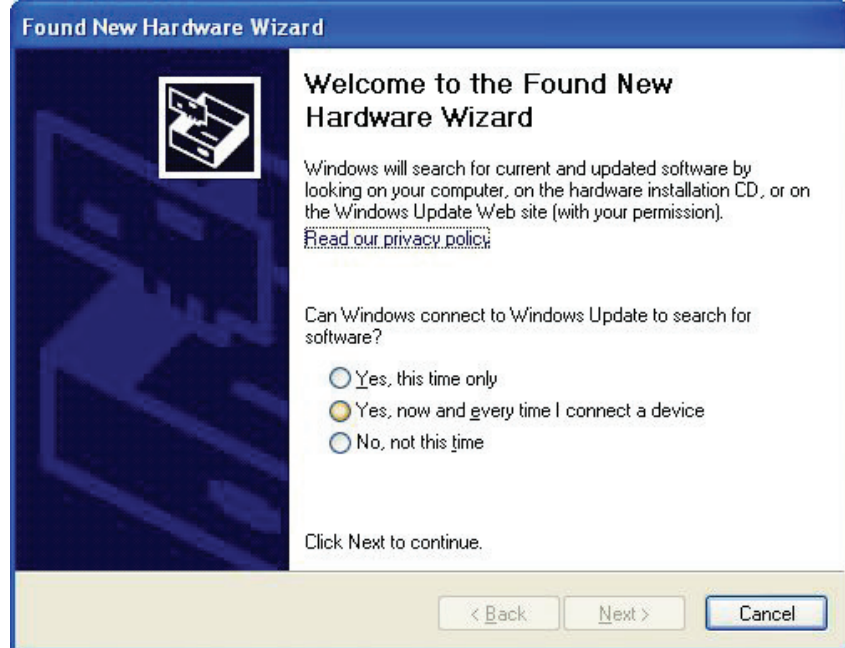 Found New Hardware Wizard
Welcome to the Found New
Hardware Wizard
Windows will search for current and updated software by
looking on your computer, on the hardware installation CD, or on
the Windows Update Web site (with your permission).
Read our privacy policy
Can Windows connect to Windows Update to search for
software?
Yes, this time only
Yes, now and every time I connect a device
No, not this time
Click Next to continue.
< Back Next > Cancel